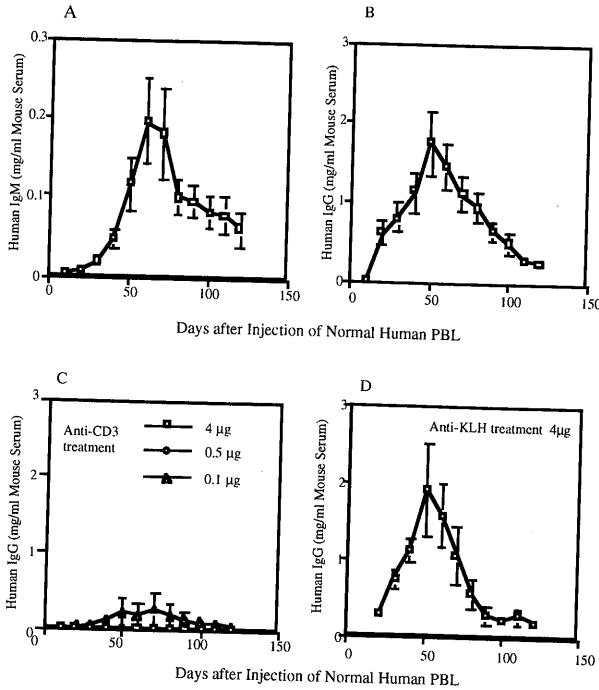 A
B
0.3
0.2
0.1
0
Human IgM (mg/ml Mouse Serum)
0
50
100
150
3
2
1
0
Human IgG (mg/ml Mouse Serum)
0
50
100
150
Days after Injection of Normal Human PBL
C
D
3
2
1
0
Human IgG (mg/ml Mouse Serum)
Anti-CD3
treatment
4 µg
0.5 µg
0.1 µg
0
50
100
150
3
2
1
0
Human IgG (mg/ml Mouse Serum)
Anti-KLH treatment 4µg
0
50
100
150
Days after Injection of Normal Human PBL